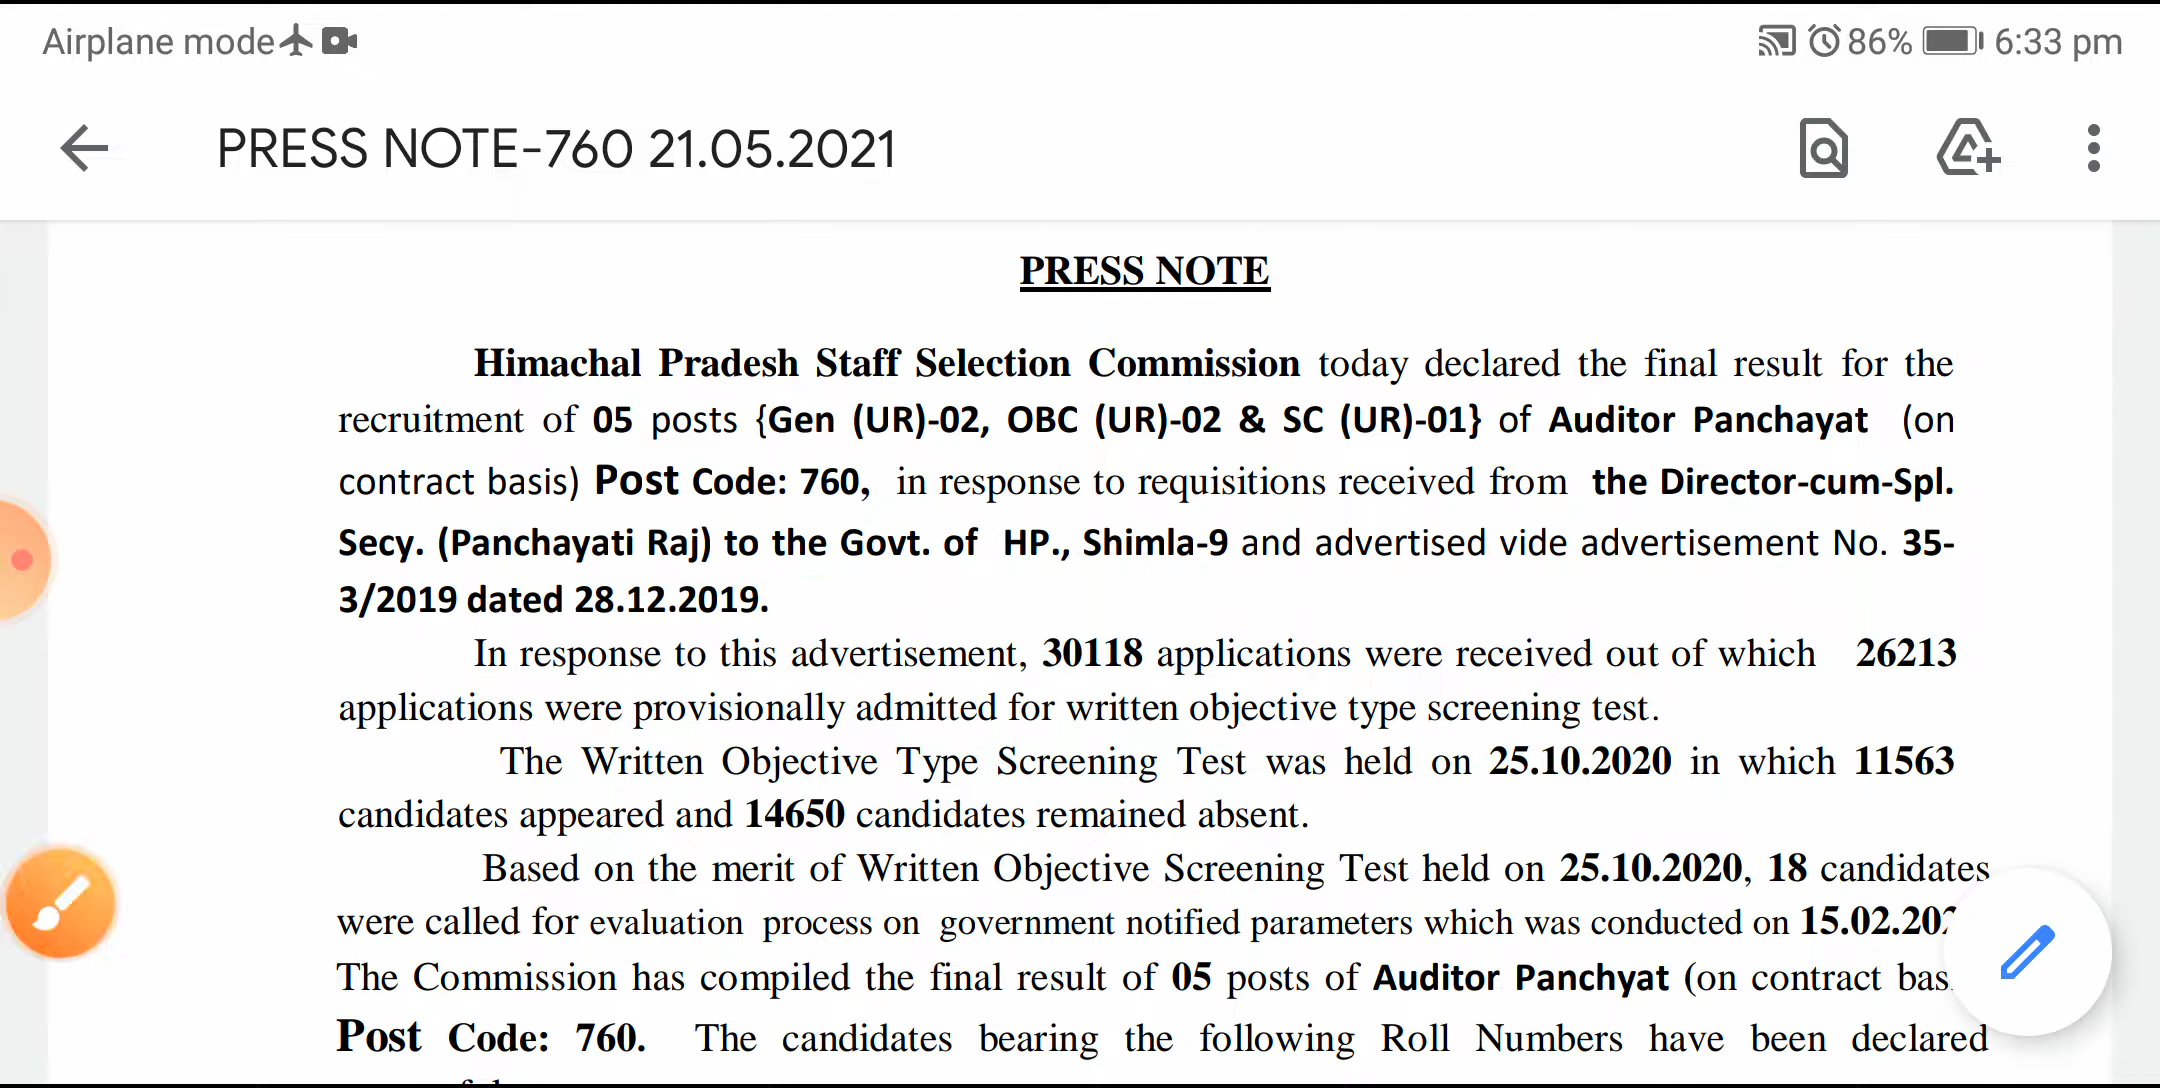 Airplane mode 86% 6:33 pm
PRESS NOTE-760 21.05.2021
PRESS NOTE
Himachal Pradesh Staff Selection Commission today declared the final result for the
recruitment of 05 posts {Gen (UR)-02, OBC (UR)-02 & SC (UR)-01} of Auditor Panchayat (on
contract basis) Post Code: 760, in response to requisitions received from the Director-cum-Spl.
Secy. (Panchayati Raj) to the Govt. of HP., Shimla-9 and advertised vide advertisement No. 35-
3/2019 dated 28.12.2019.
In response to this advertisement, 30118 applications were received out of which 26213
applications were provisionally admitted for written objective type screening test.
The Written Objective Type Screening Test was held on 25.10.2020 in which 11563
candidates appeared and 14650 candidates remained absent.
Based on the merit of Written Objective Screening Test held on 25.10.2020, 18 candidates
were called for evaluation process on government notified parameters which was conducted on
The Commission has compiled the final result of 05 posts of Auditor Panchyat (on contract
Post Code: 760. The candidates bearing the following Roll Numbers have been declared